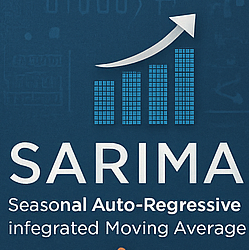 SARIMA
Seasonal Auto-Regressive
infegrated Moving Average